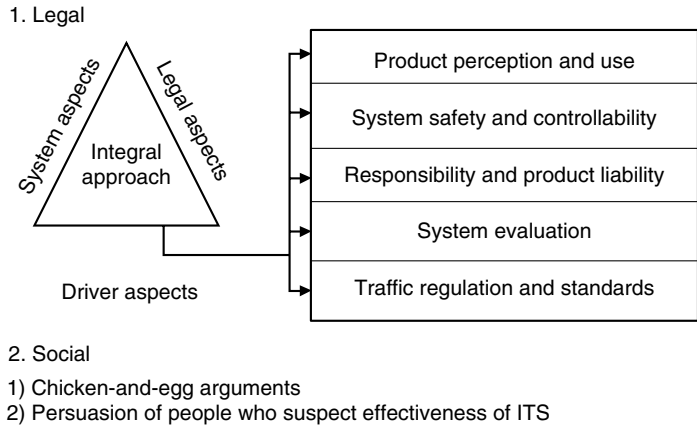 1. Legal
System aspects
Legal aspects
Integral
approach
Driver aspects
Product perception and use
System safety and controllability
Responsibility and product liability
System evaluation
Traffic regulation and standards
2. Social
1) Chicken-and-egg arguments
2) Persuasion of people who suspect effectiveness of ITS